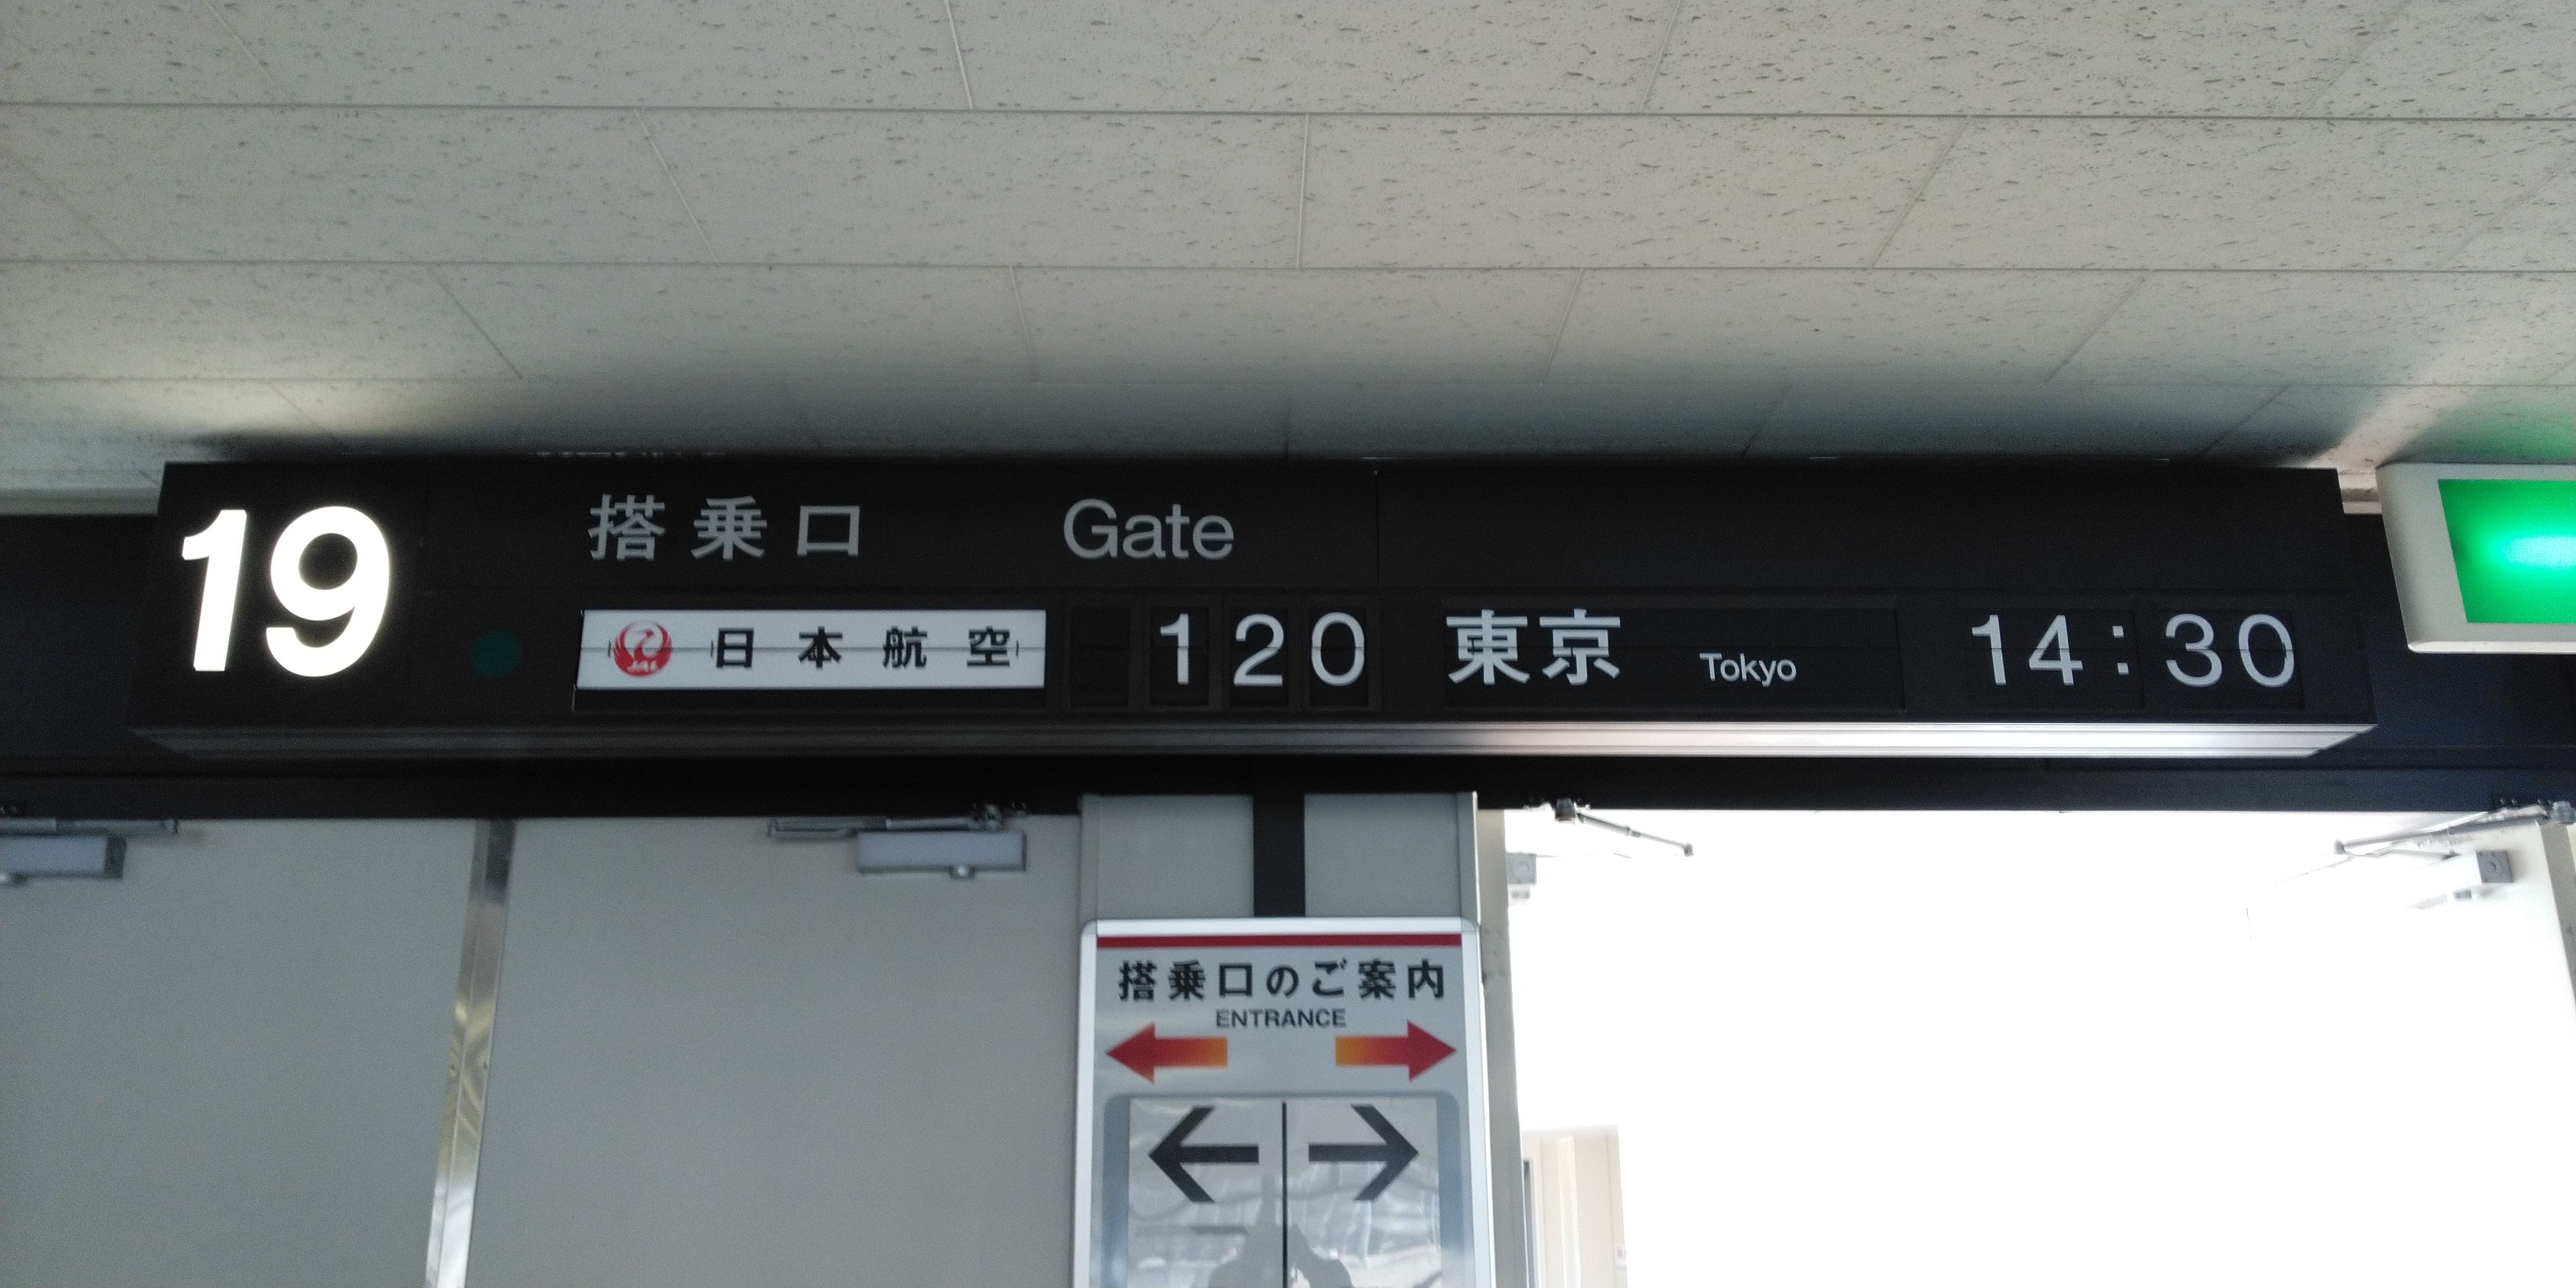 19 搭乗口 Gate
JAL 日本航空 120 東京 Tokyo 14:30
搭乗口のご案内
ENTRANCE